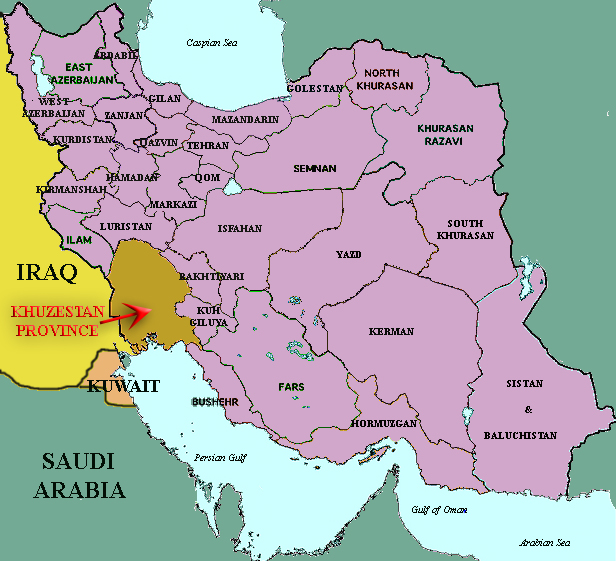 Caspian Sea
ARDABIL
EAST
AZERBAIJAN
NORTH
KHURASAN
GOLESTAN
GILAN
WEST
AZERBAIJAN
ZANJAN
MAZANDARIN
KHURASAN
RAZAVI
KURDISTAN
QAZVIN
TEHRAN
SEMNAN
HAMADAN
QOM
KIRMANSHAH
MARKAZI
LURISTAN
ISFAHAN
SOUTH
KHURASAN
ILAM
YAZD
IRAQ
BAKHTIYARI
KHUZESTAN
PROVINCE
KUH
GILUYA
KERMAN
KUWAIT
FARS
SISTAN
&
BALUCHISTAN
BUSHEHR
HORMUZGAN
SAUDI
ARABIA
Persian Gulf
Gulf of Oman
Arabian Sea